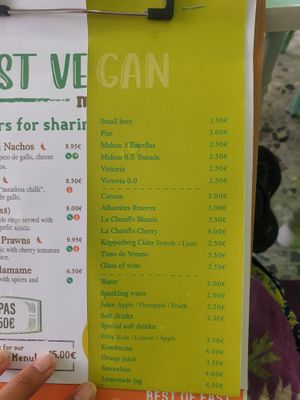 ST VEGAN
rs for sharin
Nachos 8.95€
pico de gallo, cheese
8.50€
"meatless chilli",
de gallo.
x8) 8.00€
rings served with
garlic sauce.
Prawns 9.95€
lic with cherry tomatoes
ice.
amame 6.50€
with spices and
PAS
50€
s for our
Menu! 15.00€
Small beer 1.50€
Pint 3.00€
Mahou 5 Estrellas 2.50€
Mahou 0.0 Tostada 2.50€
Victoria 2.50€
Victoria 0.0 2.50€
Corona 3.00€
Alhambra Reserva 3.00€
La Chouffe Blonde 3.50€
La Chouffe Cherry 4.00€
Kopparberg Cider Strawb./ Lime 2.50€
Tinto de Verano 3.50€
Glass of wine 3.50€
Water 2.00€
Sparkling water 2.00€
Juice Apple / Pineapple / Peach 2.20€
Soft drinks 2.50€
Special soft drinks
Fritz Kola / Lemon / Apple 2.50€
Kombucha 4.00€
Orange juice 3.50€
Smoothies 4.00€
Lemonade jug 4.50€
BEST OF EAST